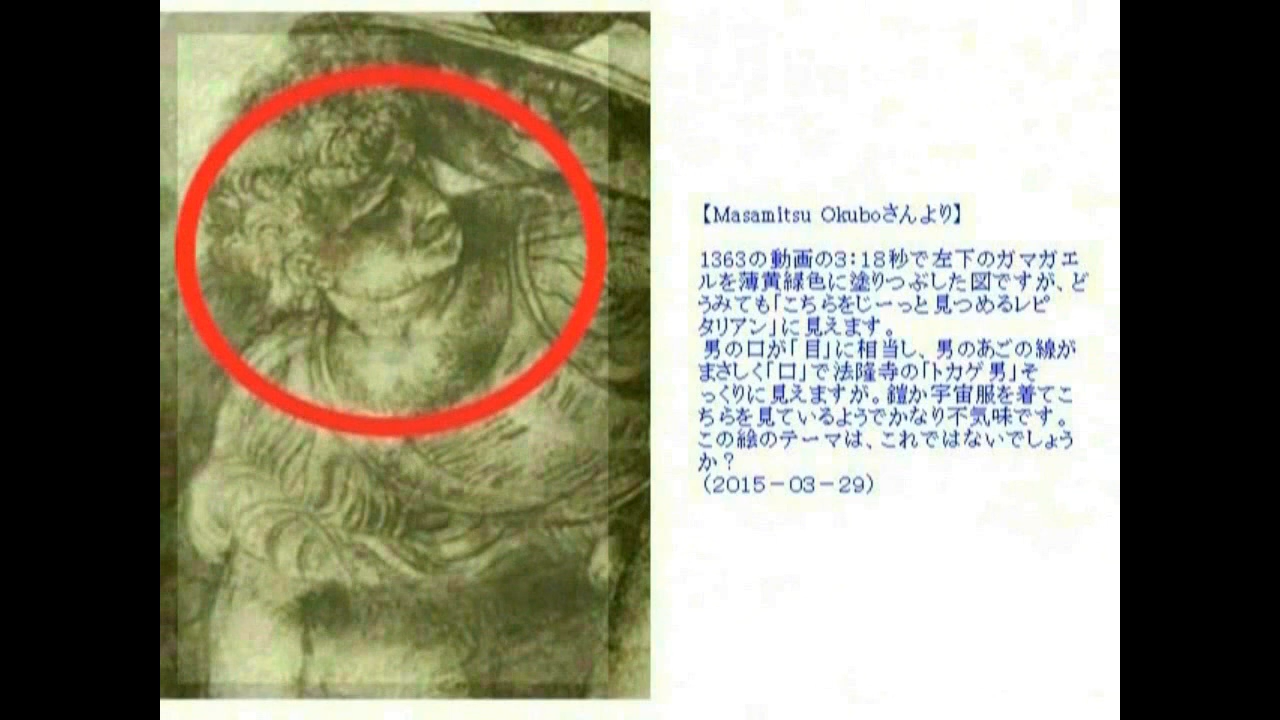 【Masamitsu Okuboさんより】
1363の動画の3：18秒で左下のガマガエ
ルを薄黄緑色に塗りつぶした図ですが、ど
うみても「こちらをじーっと見つめるレピ
タリアン」に見えます。
男の口が「目」に相当し、男のあごの線が
まさしく「口」で法隆寺の「トカゲ男」そ
っくりに見えますが。鎧か宇宙服を着てこ
ちらを見ているようでかなり不気味です。
この絵のテーマは、これではないでしょう
か？
（2015－03－29）